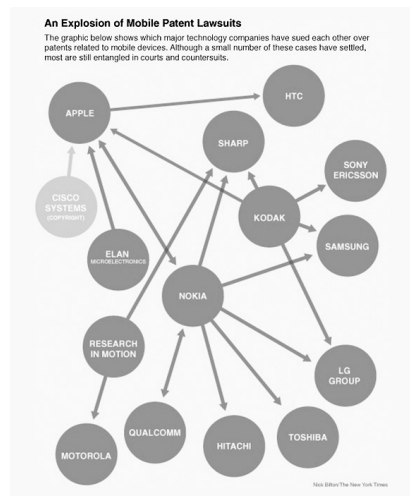 An Explosion of Mobile Patent Lawsuits
The graphic below shows which major technology companies have sued each other over
patents related to mobile devices. Although a small number of these cases have settled,
most are still entangled in courts and countersuits.
HTC
APPLE
SHARP
SONY
ERICSSON
CISCO
SYSTEMS
(COPYRIGHT)
KODAK
SAMSUNG
ELAN
MICROELECTRONICS
NOKIA
RESEARCH
IN MOTION
LG
GROUP
QUALCOMM
TOSHIBA
HITACHI
MOTOROLA
Nick Bilton/The New York Times